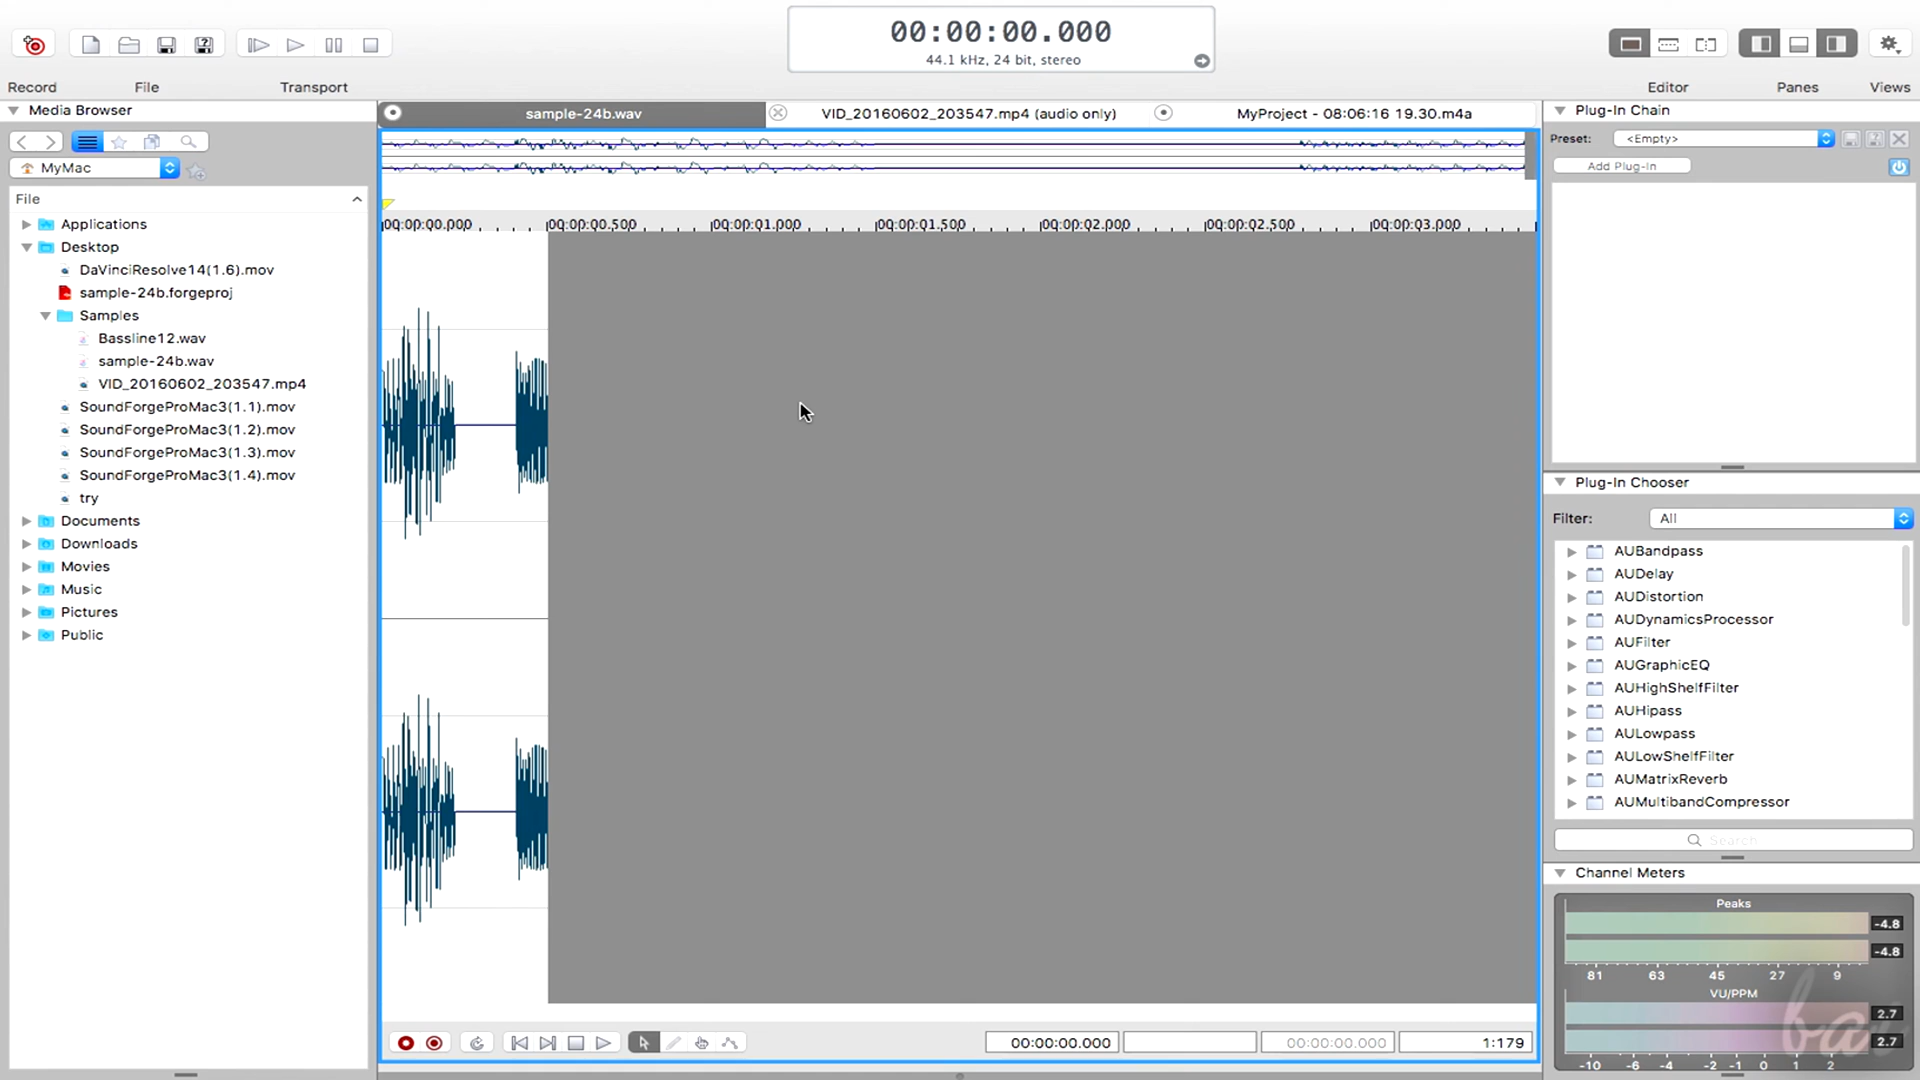 00:00:00.000
44.1 kHz, 24 bit, stereo
Record
File
Transport
Editor
Panes
Views
Media Browser
MyMac
File
Applications
Desktop
DaVinciResolve14(1.6).mov
sample-24b.forgeproj
Samples
Bassline12.wav
sample-24b.wav
VID_20160602_203547.mp4
SoundForgeProMac3(1.1).mov
SoundForgeProMac3(1.2).mov
SoundForgeProMac3(1.3).mov
SoundForgeProMac3(1.4).mov
try
Documents
Downloads
Movies
Music
Pictures
Public
sample-24b.wav
VID_20160602_203547.mp4 (audio only)
MyProject - 08:06:16 19.30.m4a
00:00:00.000 00:00:00.500 00:00:01.000 00:00:01.500 00:00:02.000 00:00:02.500 00:00:03.000
00:00:00.000
00:00:00.000
1:179
Plug-In Chain
Preset: <Empty>
Add Plug-In
Plug-In Chooser
Filter: All
AUBandpass
AUDelay
AUDistortion
AUDynamicsProcessor
AUFilter
AUGraphicEQ
AUHighShelfFilter
AUHipass
AULowpass
AULowShelfFilter
AUMatrixReverb
AUMultibandCompressor
Search
Channel Meters
Peaks
-4.8
-4.8
81 63 45 27 9
VU/PPM
2.7
2.7
-10 -6 -4 -2 -1 0 1 2